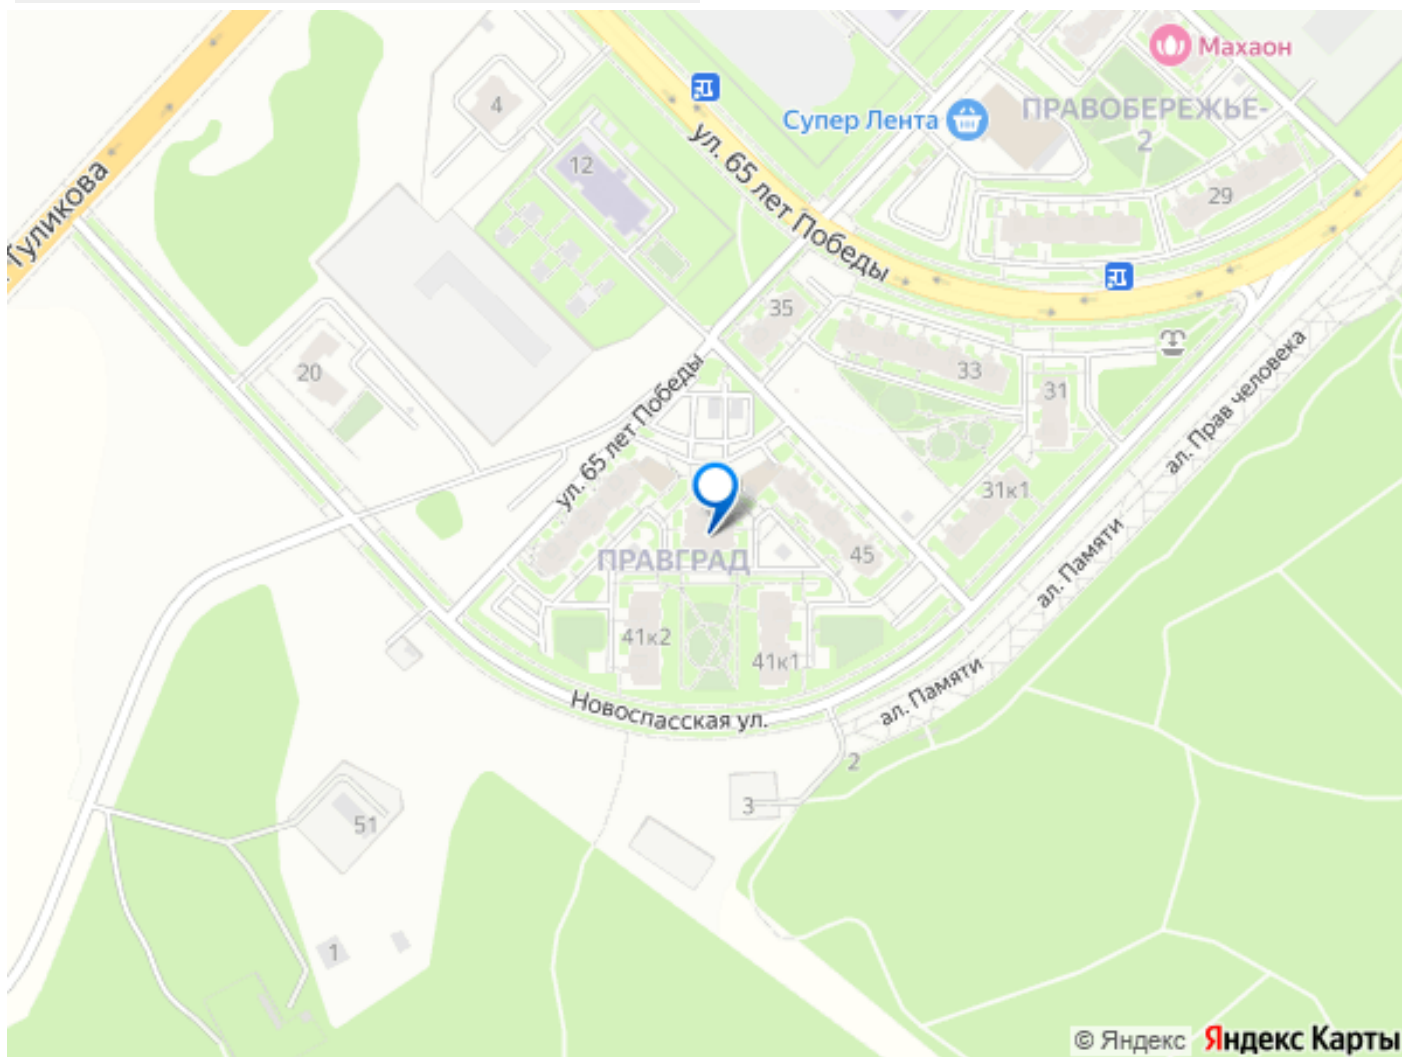 Махаон
4
Супер Лента
ПРАВОБЕРЕЖЬЕ-
2
ул. 65 лет Победы
12
29
Туликова
35
20
33
31
ал. Прав человека
ул. 65 лет Победы
31к1
45
ПРАВГРАД
ал. Памяти
41к2
41к1
ал. Памяти
Новоспасская ул.
2
3
51
1
© Яндекс Яндекс Карты